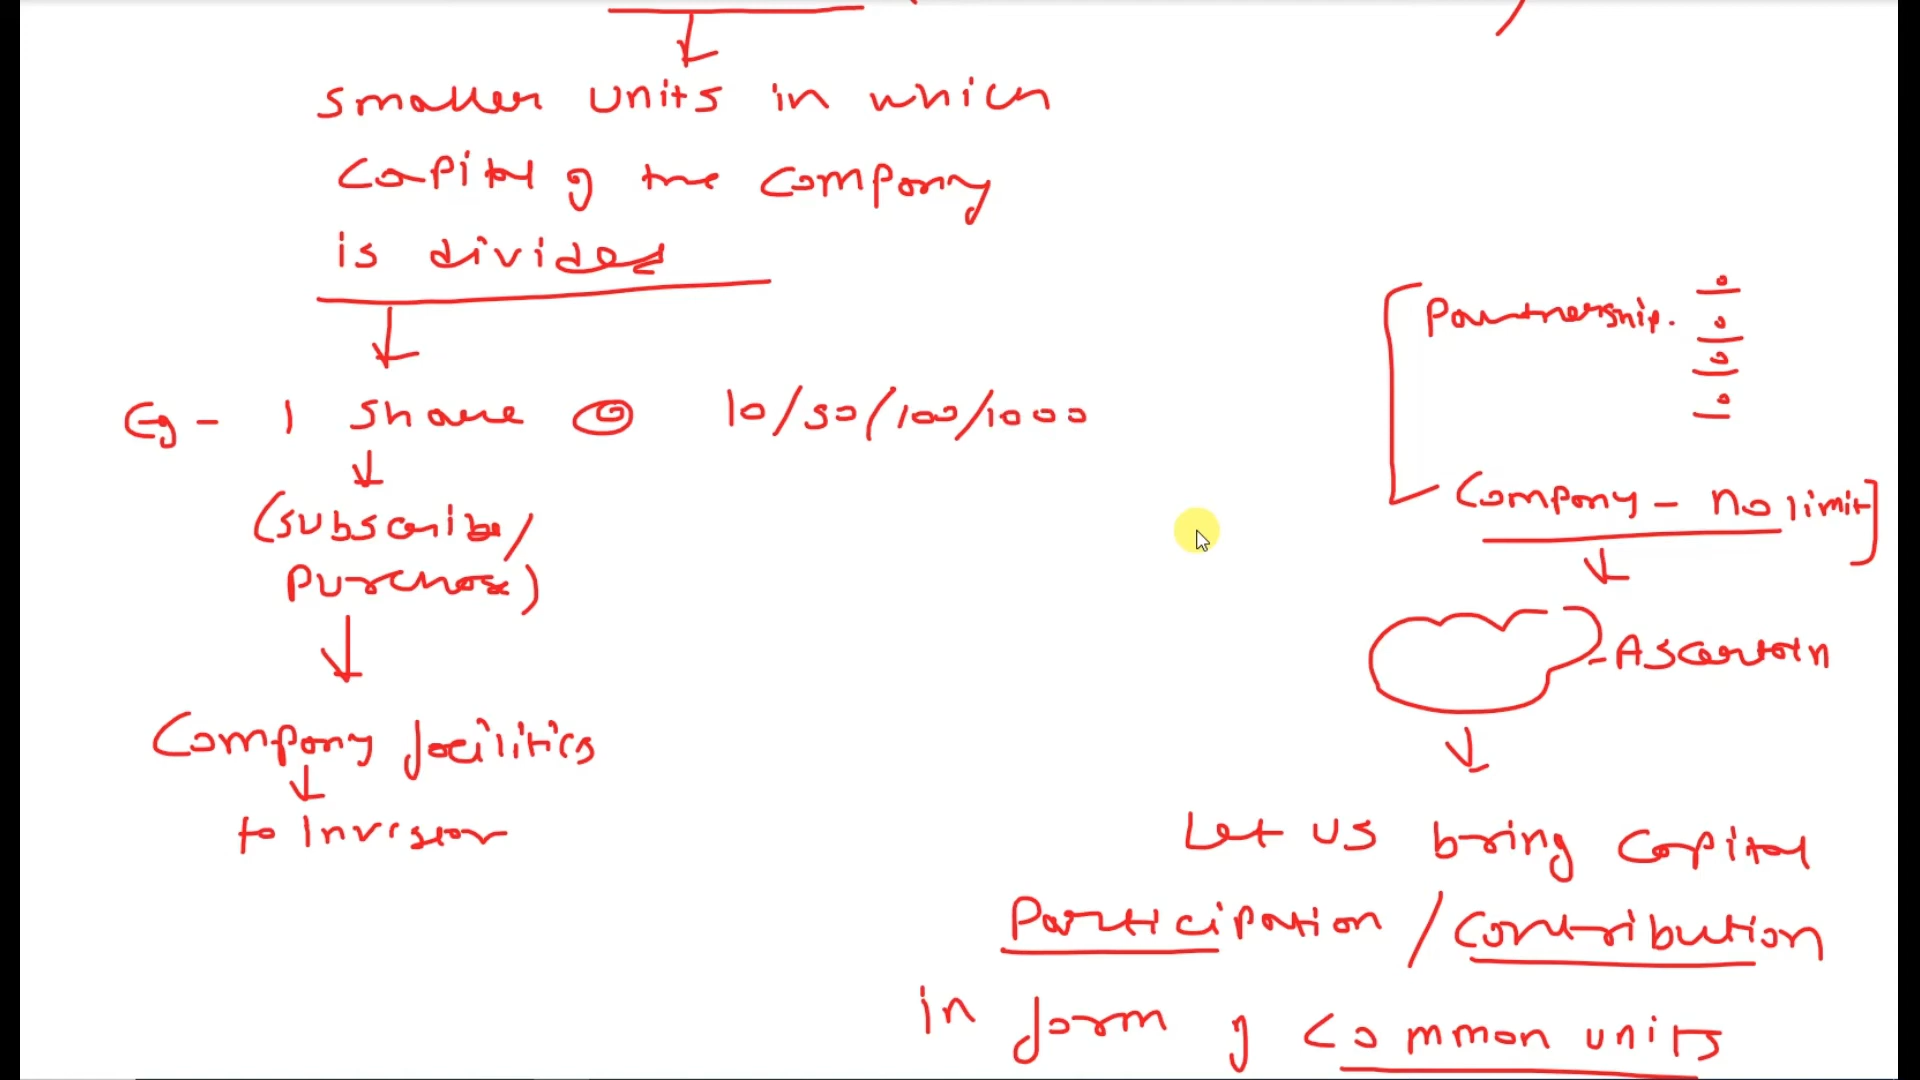 smaller units in which
capital of the company
is divided
Eg - 1 share @ 10/50/100/1000
(subscribe/
purchase)
Company facilities
to investor
Partnership.
Company - No limit]
- Ascertain
Let us bring capital
Participation / Contribution
in form of common units